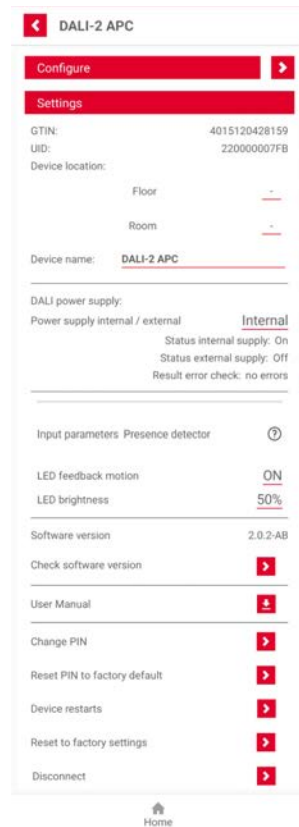 DALI-2 APC
Configure
Settings
GTIN: 4015120428159
UID: 220000007FB
Device location:
Floor -
Room -
Device name: DALI-2 APC
DALI power supply:
Power supply internal / external Internal
Status internal supply: On
Status external supply: Off
Result error check: no errors
Input parameters Presence detector ?
LED feedback motion ON
LED brightness 50%
Software version 2.0.2-AB
Check software version
User Manual
Change PIN
Reset PIN to factory default
Device restarts
Reset to factory settings
Disconnect
Home